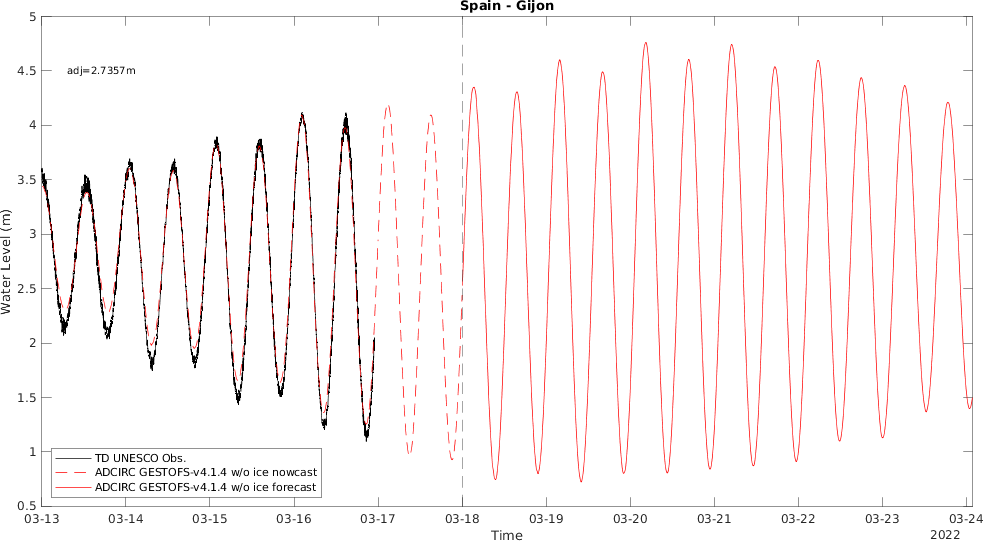 Spain - Gijon
5
4.5
4
3.5
3
2.5
2
1.5
1
0.5
Water Level (m)
adj=2.7357m
TD UNESCO Obs.
ADCIRC GESTOFS-v4.1.4 w/o ice nowcast
ADCIRC GESTOFS-v4.1.4 w/o ice forecast
03-13 03-14 03-15 03-16 03-17 03-18 03-19 03-20 03-21 03-22 03-23 03-24
Time
2022